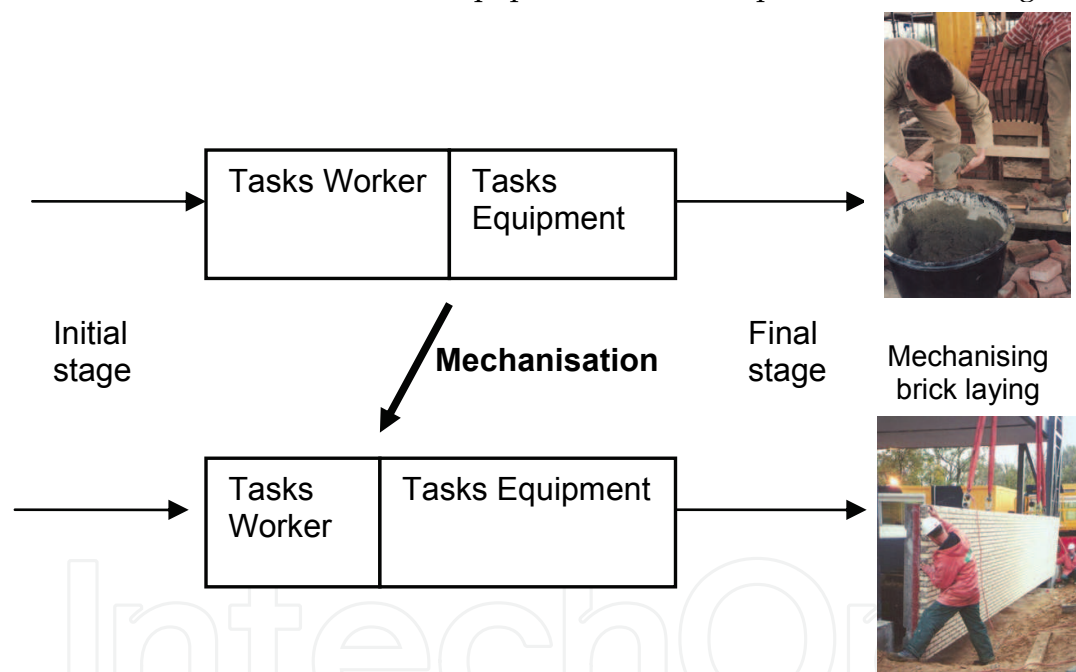 Tasks Worker
Tasks
Equipment
Initial
stage
Mechanisation
Final
stage
Mechanising
brick laying
Tasks
Worker
Tasks Equipment